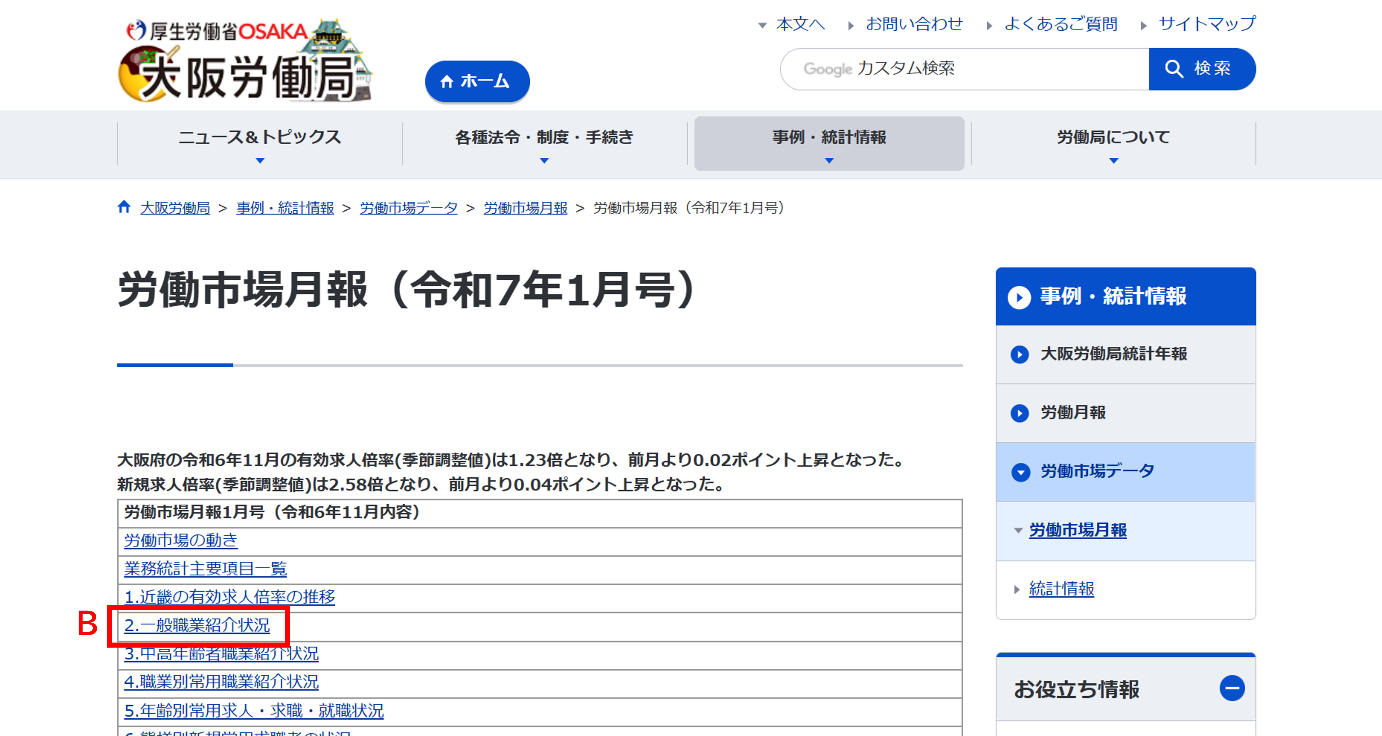 厚生労働省OSAKA
大阪労働局
ホーム
本文へ
お問い合わせ
よくあるご質問
サイトマップ
Google カスタム検索
検索
ニュース＆トピックス
各種法令・制度・手続き
事例・統計情報
労働局について
大阪労働局 > 事例・統計情報 > 労働市場データ > 労働市場月報 > 労働市場月報（令和7年1月号）
労働市場月報（令和7年1月号）
大阪府の令和6年11月の有効求人倍率(季節調整値)は1.23倍となり、前月より0.02ポイント上昇となった。
新規求人倍率(季節調整値)は2.58倍となり、前月より0.04ポイント上昇となった。
労働市場月報1月号（令和6年11月内容）
労働市場の動き
業務統計主要項目一覧
1.近畿の有効求人倍率の推移
B
2.一般職業紹介状況
3.中高年齢者職業紹介状況
4.職業別常用職業紹介状況
5.年齢別常用求人・求職・就職状況
6.態様別新規常用求職者の状況
事例・統計情報
大阪労働局統計年報
労働月報
労働市場データ
労働市場月報
統計情報
お役立ち情報